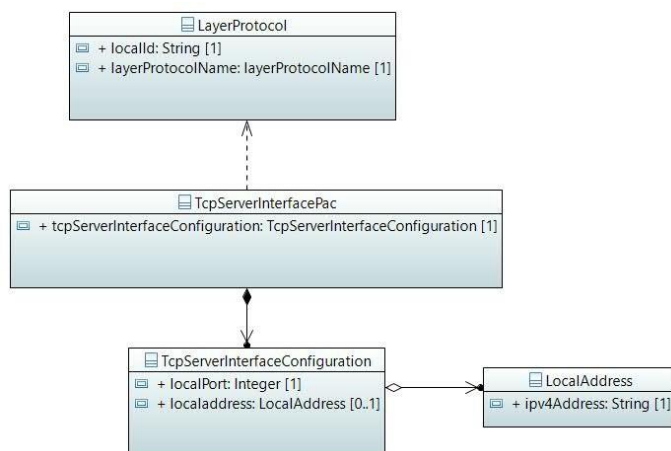 LayerProtocol
+ localId: String [1]
+ layerProtocolName: layerProtocolName [1]
TcpServerInterfacePac
+ tcpServerInterfaceConfiguration: TcpServerInterfaceConfiguration [1]
TcpServerInterfaceConfiguration
+ localPort: Integer [1]
+ localaddress: LocalAddress [0..1]
LocalAddress
+ ipv4Address: String [1]